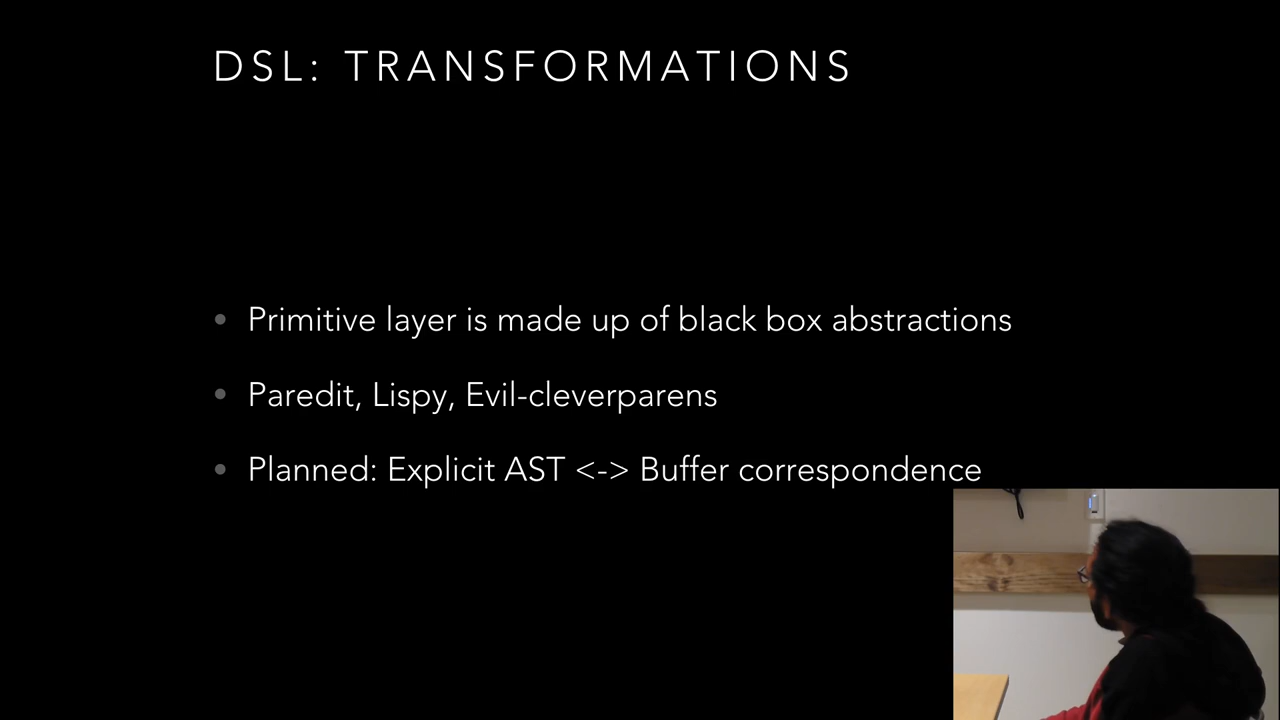 DSL: TRANSFORMATIONS
• Primitive layer is made up of black box abstractions
• Paredit, Lispy, Evil-cleverparens
• Planned: Explicit AST <-> Buffer correspondence